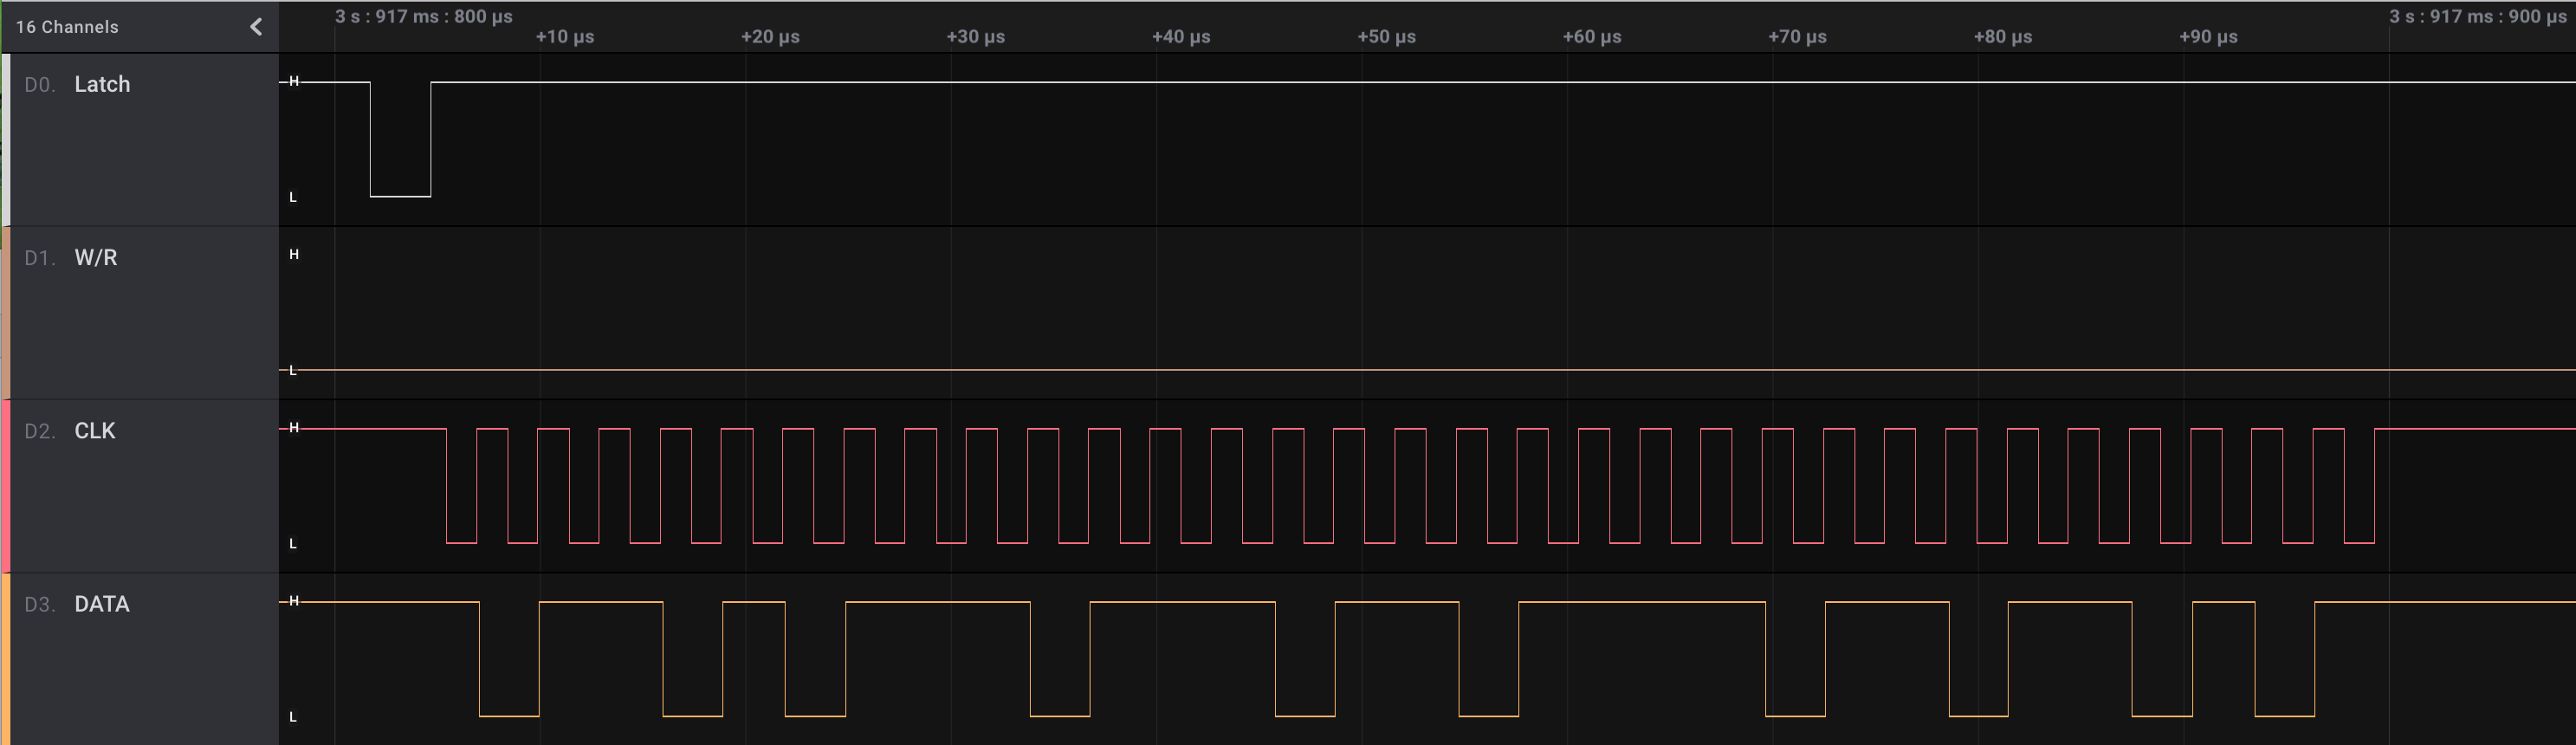 16 Channels
3 s : 917 ms : 800 µs
3 s : 917 ms : 900 µs
+10 µs +20 µs +30 µs +40 µs +50 µs +60 µs +70 µs +80 µs +90 µs
D0. Latch
H
L
D1. W/R
H
L
D2. CLK
H
L
D3. DATA
H
L